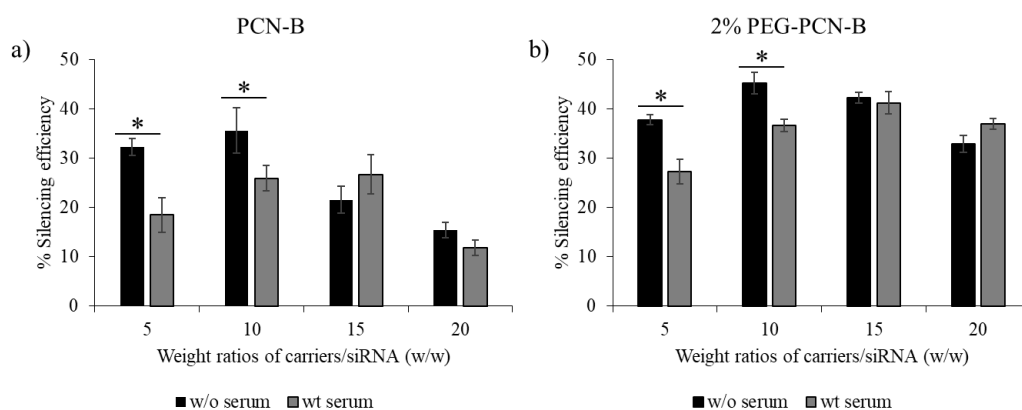 PCN-B
a)
% Silencing efficiency
50
40
30
20
10
0
*
*
5 10 15 20
Weight ratios of carriers/siRNA (w/w)
w/o serum wt serum
2% PEG-PCN-B
b)
% Silencing efficiency
50
40
30
20
10
0
*
*
5 10 15 20
Weight ratios of carriers/siRNA (w/w)
w/o serum wt serum